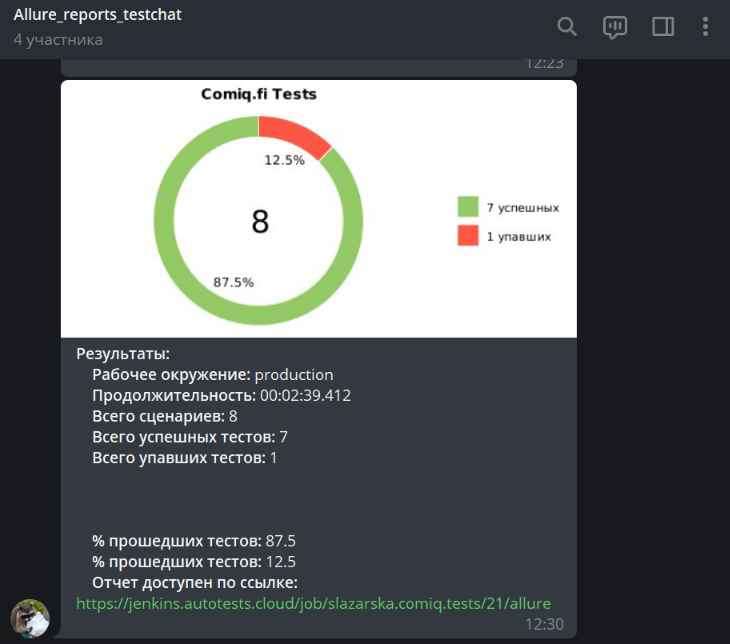 Allure_reports_testchat
4 участника
12:23
Comiq.fi Tests
12.5%
8
7 успешных
1 упавших
87.5%
Результаты:
Рабочее окружение: production
Продолжительность: 00:02:39.412
Всего сценариев: 8
Всего успешных тестов: 7
Всего упавших тестов: 1
% прошедших тестов: 87.5
% прошедших тестов: 12.5
Отчет доступен по ссылке:
https://jenkins.autotests.cloud/job/slazarska.comiq.tests/21/allure
12:30